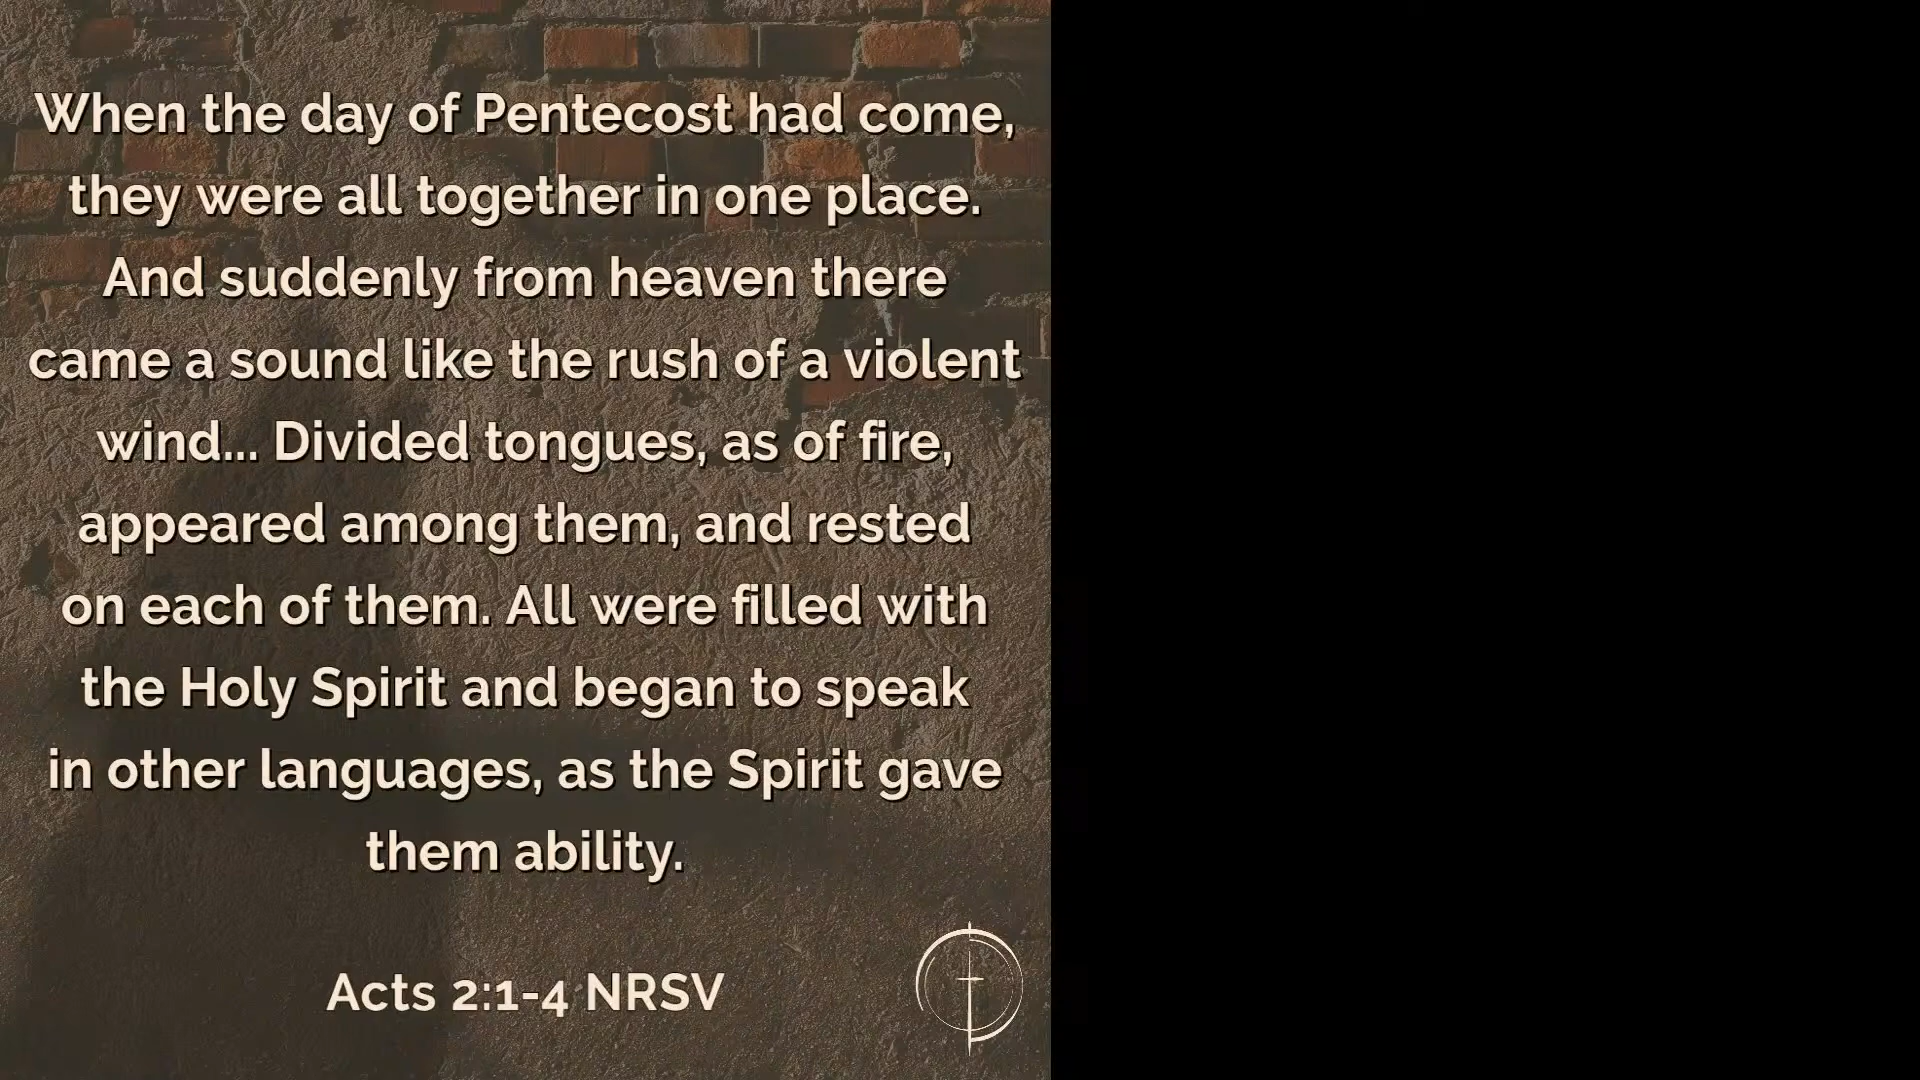 When the day of Pentecost had come,
they were all together in one place.
And suddenly from heaven there
came a sound like the rush of a violent
wind... Divided tongues, as of fire,
appeared among them, and rested
on each of them. All were filled with
the Holy Spirit and began to speak
in other languages, as the Spirit gave
them ability.
Acts 2:1-4 NRSV